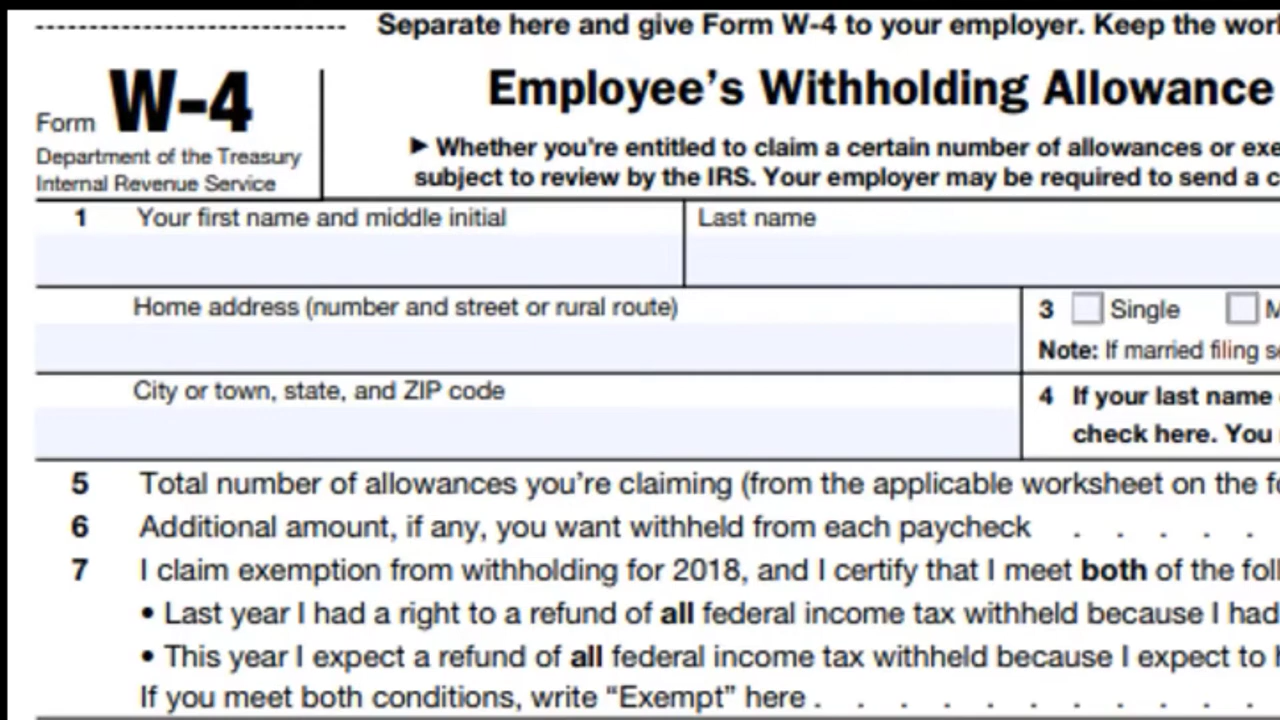 Separate here and give Form W-4 to your employer. Keep the
Form W-4
Employee's Withholding Allowance
Department of the Treasury
Internal Revenue Service
► Whether you're entitled to claim a certain number of allowances or
subject to review by the IRS. Your employer may be required to send a
1 Your first name and middle initial
Last name
Home address (number and street or rural route)
3 Single
Note: If married filing
City or town, state, and ZIP code
4 If your last name
check here. You
5 Total number of allowances you're claiming (from the applicable worksheet on the
6 Additional amount, if any, you want withheld from each paycheck . . . . .
7 I claim exemption from withholding for 2018, and I certify that I meet both of the
• Last year I had a right to a refund of all federal income tax withheld because I had
• This year I expect a refund of all federal income tax withheld because I expect to
If you meet both conditions, write “Exempt” here . . . . . . . . . . .